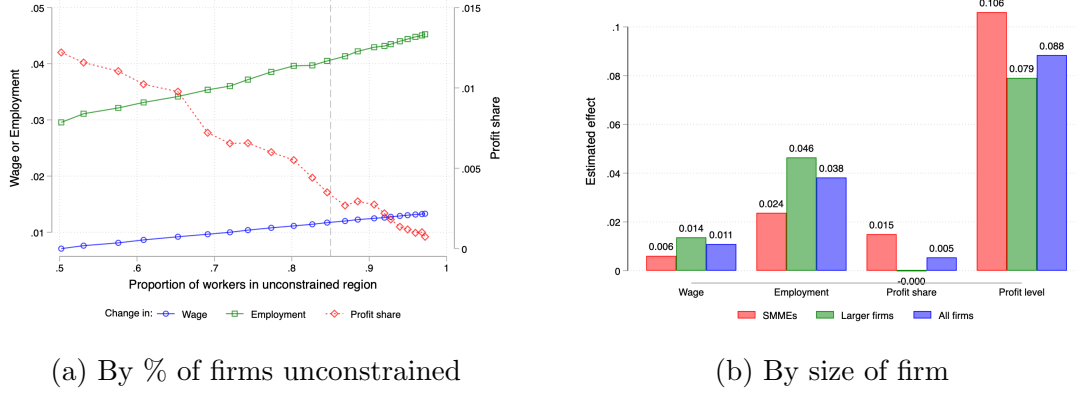 .05
.04
.03
.02
.01
Wage or Employment
.015
.01
.005
0
Profit share
.5
.6
.7
.8
.9
1
Proportion of workers in unconstrained region
Change in:
Wage
Employment
Profit share
(a) By % of firms unconstrained
.1
.08
.06
.04
.02
0
Estimated effect
0.006
0.014
0.011
0.024
0.046
0.038
0.015
-0.000
0.005
0.106
0.079
0.088
Wage
Employment
Profit share
Profit level
SMMEs
Larger firms
All firms
(b) By size of firm